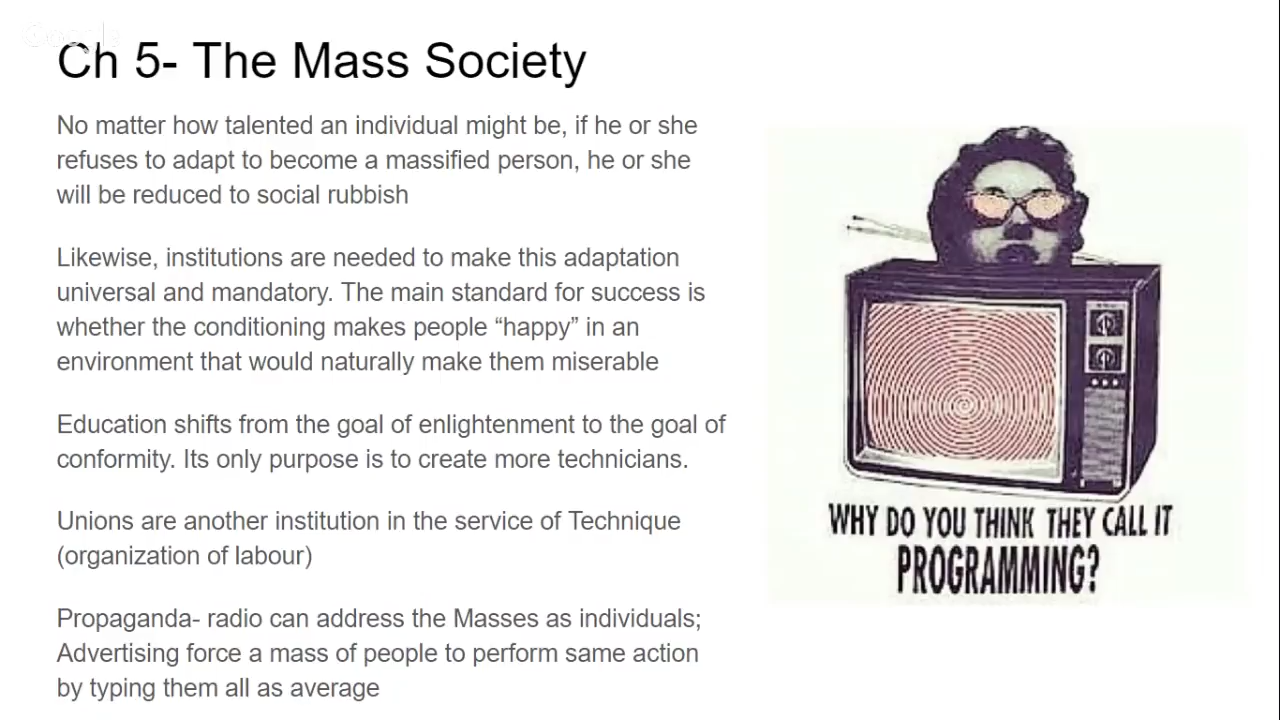 Google
Ch 5- The Mass Society
No matter how talented an individual might be, if he or she
refuses to adapt to become a massified person, he or she
will be reduced to social rubbish
Likewise, institutions are needed to make this adaptation
universal and mandatory. The main standard for success is
whether the conditioning makes people “happy” in an
environment that would naturally make them miserable
Education shifts from the goal of enlightenment to the goal of
conformity. Its only purpose is to create more technicians.
Unions are another institution in the service of Technique
(organization of labour)
Propaganda- radio can address the Masses as individuals;
Advertising force a mass of people to perform same action
by typing them all as average
WHY DO YOU THINK THEY CALL IT
PROGRAMMING?